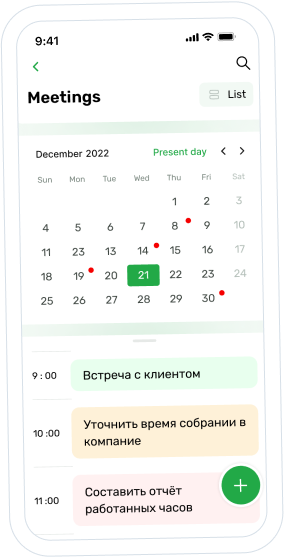 9:41
Meetings
List
December 2022 Present day
Sun Mon Tue Wed Thu Fri Sat
1 2 3
4 5 6 7 8 9 10
11 23 13 14 15 16 17
18 19 20 21 22 23 24
25 26 27 28 29 30
9 : 00 Встреча с клиентом
10 :00 Уточнить время собрании в
компание
11 :00 Составить отчёт
работанных часов